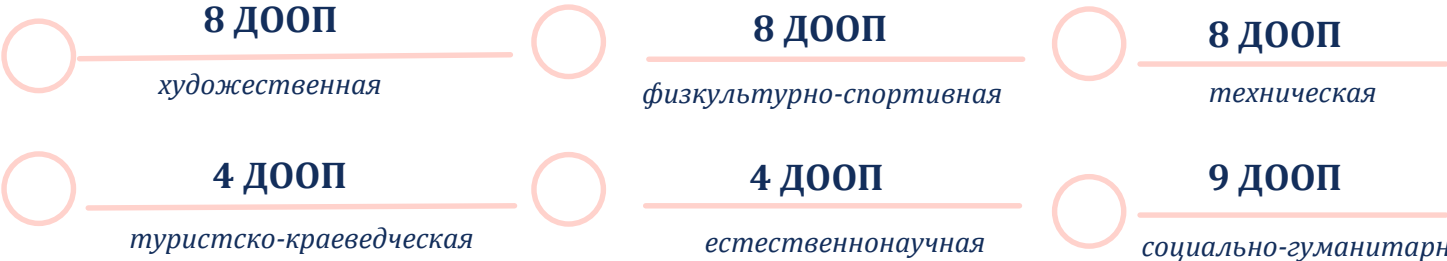 8 ДООП
художественная
8 ДООП
физкультурно-спортивная
8 ДООП
техническая
4 ДООП
туристско-краеведческая
4 ДООП
естественнонаучная
9 ДООП
социально-гуманитарн